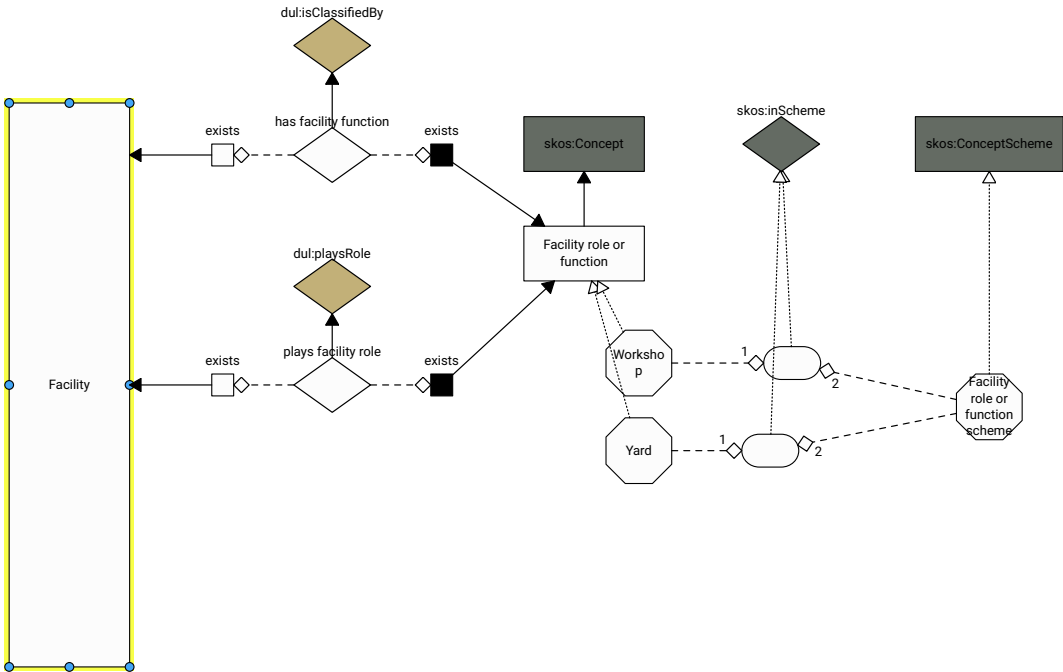 dul:isClassifiedBy
has facility function
exists
exists
skos:Concept
skos:inScheme
skos:ConceptScheme
Facility role or
function
dul:playsRole
plays facility role
exists
exists
Facility
Worksho
p
1
2
Facility
role or
function
scheme
Yard
1
2